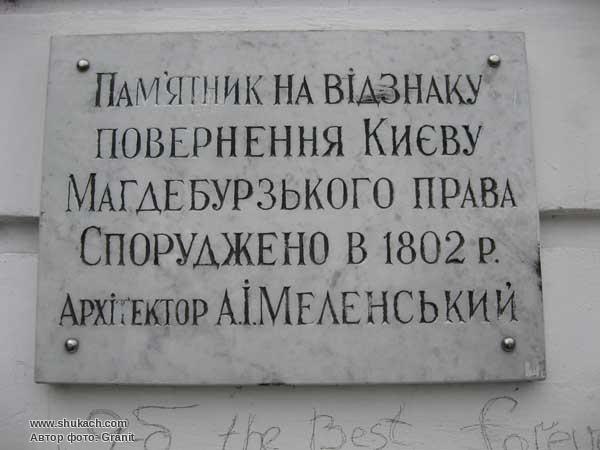 Пам'ятник на відзнаку
повернення Києву
Магдебурзького права
Споруджено в 1802 р.
Архітектор А.І.Меленський
www.shukach.com
Автор фото: Granit
the Best forever